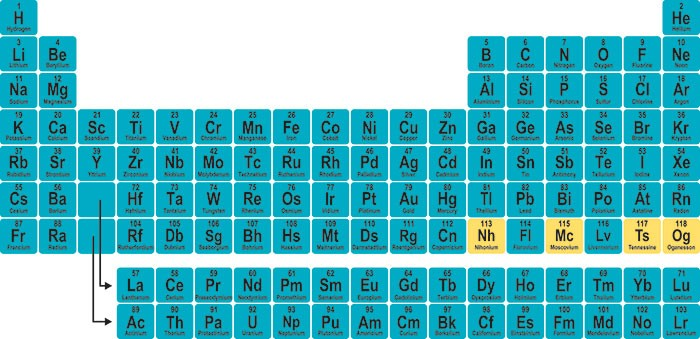 1 2
H He
Hydrogen Helium
3 4 5 6 7 8 9 10
Li Be B C N O F Ne
Lithium Beryllium Boron Carbon Nitrogen Oxygen Fluorine Neon
11 12 13 14 15 16 17 18
Na Mg Al Si P S Cl Ar
Sodium Magnesium Aluminium Silicon Phosphorus Sulfur Chlorine Argon
19 20 21 22 23 24 25 26 27 28 29 30 31 32 33 34 35 36
K Ca Sc Ti V Cr Mn Fe Co Ni Cu Zn Ga Ge As Se Br Kr
Potassium Calcium Scandium Titanium Vanadium Chromium Manganese Iron Cobalt Nickel Copper Zinc Gallium Germanium Arsenic Selenium Bromine Krypton
37 38 39 40 41 42 43 44 45 46 47 48 49 50 51 52 53 54
Rb Sr Y Zr Nb Mo Tc Ru Rh Pd Ag Cd In Sn Sb Te I Xe
Rubidium Strontium Yttrium Zirconium Niobium Molybdenum Technetium Ruthenium Rhodium Palladium Silver Cadmium Indium Tin Antimony Tellurium Iodine Xenon
55 56 72 73 74 75 76 77 78 79 80 81 82 83 84 85 86
Cs Ba Hf Ta W Re Os Ir Pt Au Hg Tl Pb Bi Po At Rn
Caesium Barium Hafnium Tantalum Tungsten Rhenium Osmium Iridium Platinum Gold Mercury Thallium Lead Bismuth Polonium Astatine Radon
87 88 104 105 106 107 108 109 110 111 112 113 114 115 116 117 118
Fr Ra Rf Db Sg Bh Hs Mt Ds Rg Cn Nh Fl Mc Lv Ts Og
Francium Radium Rutherfordium Dubnium Seaborgium Bohrium Hassium Meitnerium Darmstadtium Roentgenium Copernicium Nihonium Flerovium Moscovium Livermorium Tennessine Oganesson
57 58 59 60 61 62 63 64 65 66 67 68 69 70 71
La Ce Pr Nd Pm Sm Eu Gd Tb Dy Ho Er Tm Yb Lu
Lanthanum Cerium Praseodymium Neodymium Promethium Samarium Europium Gadolinium Terbium Dysprosium Holmium Erbium Thulium Ytterbium Lutetium
89 90 91 92 93 94 95 96 97 98 99 100 101 102 103
Ac Th Pa U Np Pu Am Cm Bk Cf Es Fm Md No Lr
Actinium Thorium Protactinium Uranium Neptunium Plutonium Americium Curium Berkelium Californium Einsteinium Fermium Mendelevium Nobelium Lawrencium